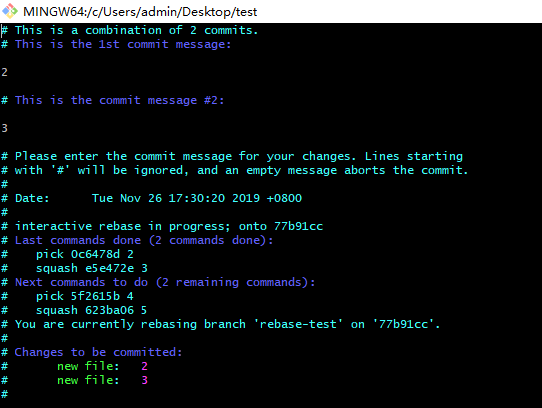 MINGW64:/c/Users/admin/Desktop/test
# This is a combination of 2 commits.
# This is the 1st commit message:
2
# This is the commit message #2:
3
# Please enter the commit message for your changes. Lines starting
# with '#' will be ignored, and an empty message aborts the commit.
#
# Date:      Tue Nov 26 17:30:20 2019 +0800
#
# interactive rebase in progress; onto 77b91cc
# Last commands done (2 commands done):
#    pick 0c6478d 2
#    squash e5e472e 3
# Next commands to do (2 remaining commands):
#    pick 5f2615b 4
#    squash 623ba06 5
# You are currently rebasing branch 'rebase-test' on '77b91cc'.
#
# Changes to be committed:
#       new file:   2
#       new file:   3
#